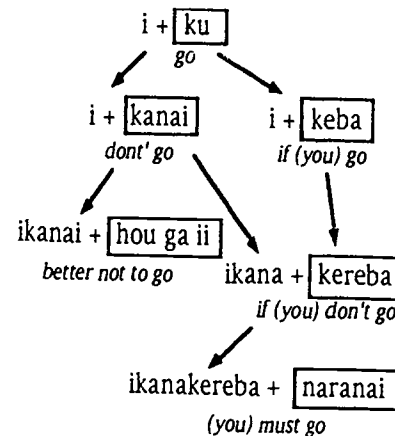 i + ku
go
i + kanai
dont' go
i + keba
if (you) go
ikanai + hou ga ii
better not to go
ikana + kereba
if (you) don't go
ikanakereba + naranai
(you) must go